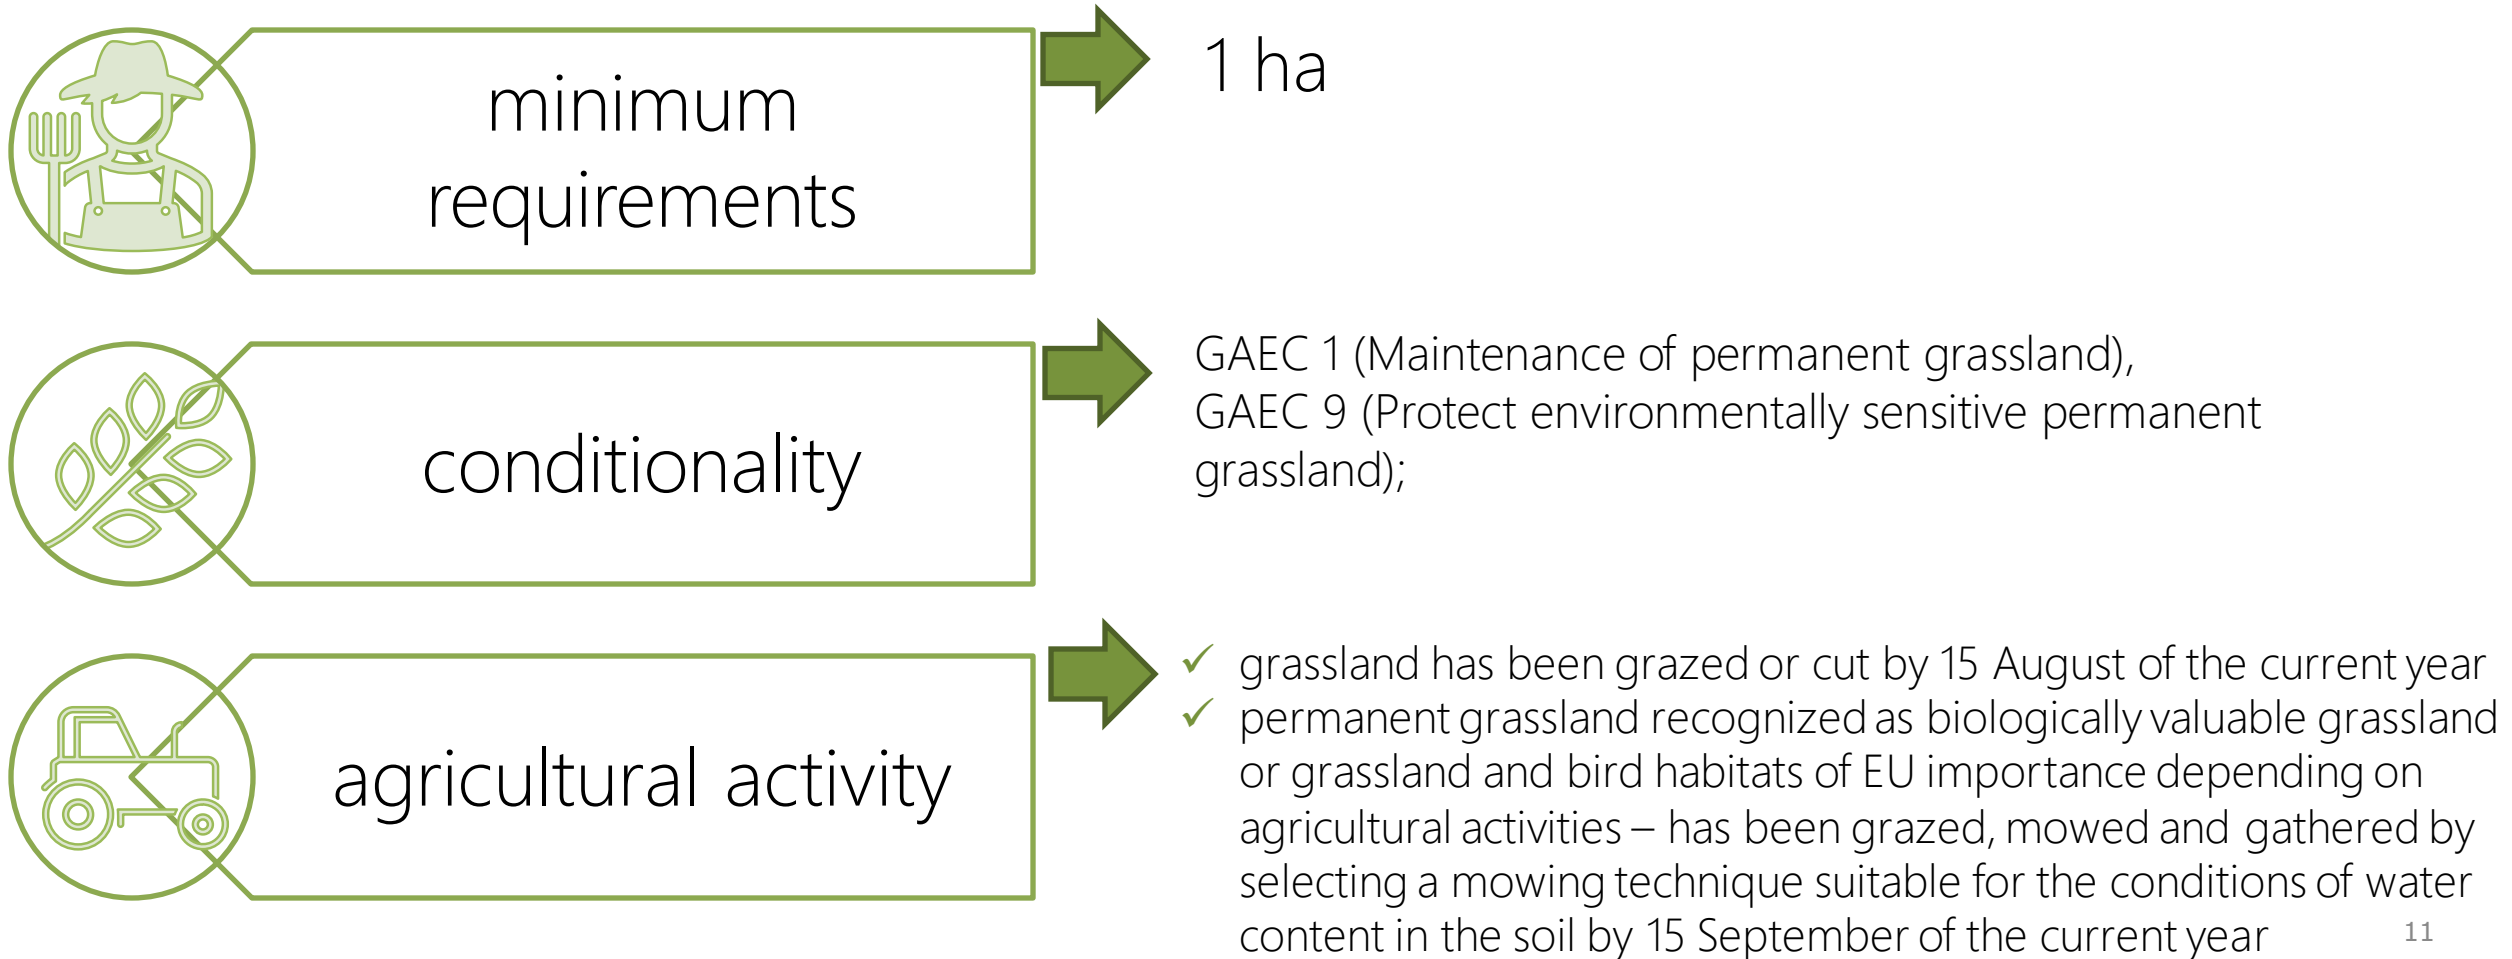 minimum
requirements
1 ha
conditionality
GAEC 1 (Maintenance of permanent grassland),
GAEC 9 (Protect environmentally sensitive permanent
grassland);
agricultural activity
✓ grassland has been grazed or cut by 15 August of the current year
✓ permanent grassland recognized as biologically valuable grassland
or grassland and bird habitats of EU importance depending on
agricultural activities – has been grazed, mowed and gathered by
selecting a mowing technique suitable for the conditions of water
content in the soil by 15 September of the current year
11